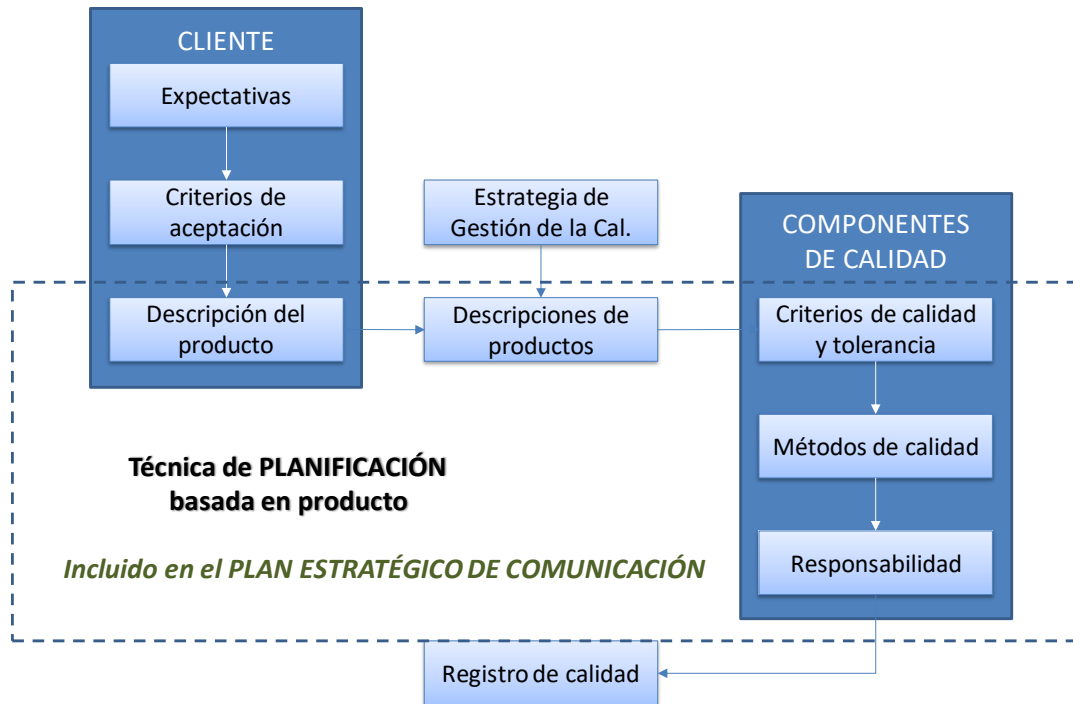 CLIENTE
Expectativas
Criterios de
aceptación
Descripción del
producto
Estrategia de
Gestión de la Cal.
Descripciones de
productos
COMPONENTES
DE CALIDAD
Criterios de calidad
y tolerancia
Métodos de calidad
Responsabilidad
Técnica de PLANIFICACIÓN
basada en producto
Incluido en el PLAN ESTRATÉGICO DE COMUNICACIÓN
Registro de calidad